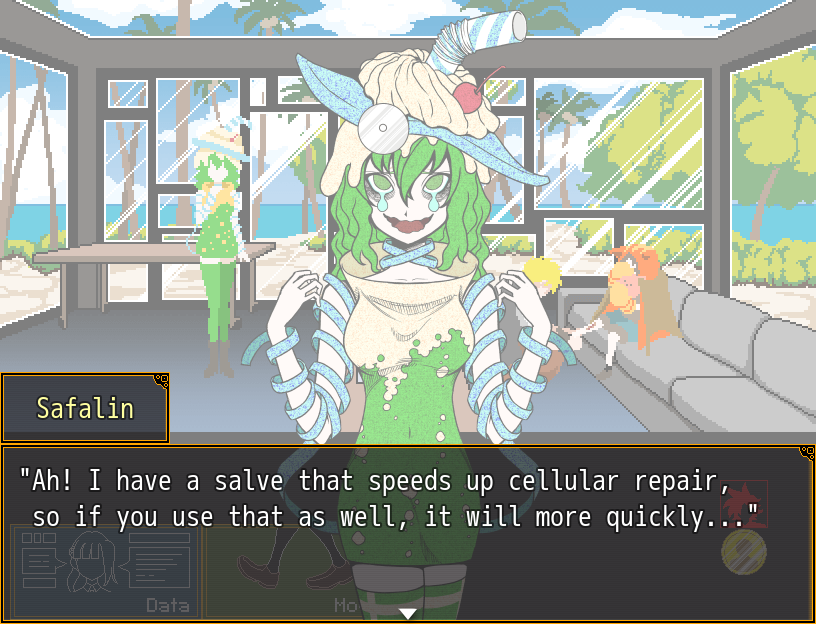 Safalin
"Ah! I have a salve that speeds up cellular repair,
so if you use that as well, it will more quickly..."
Data
Mo